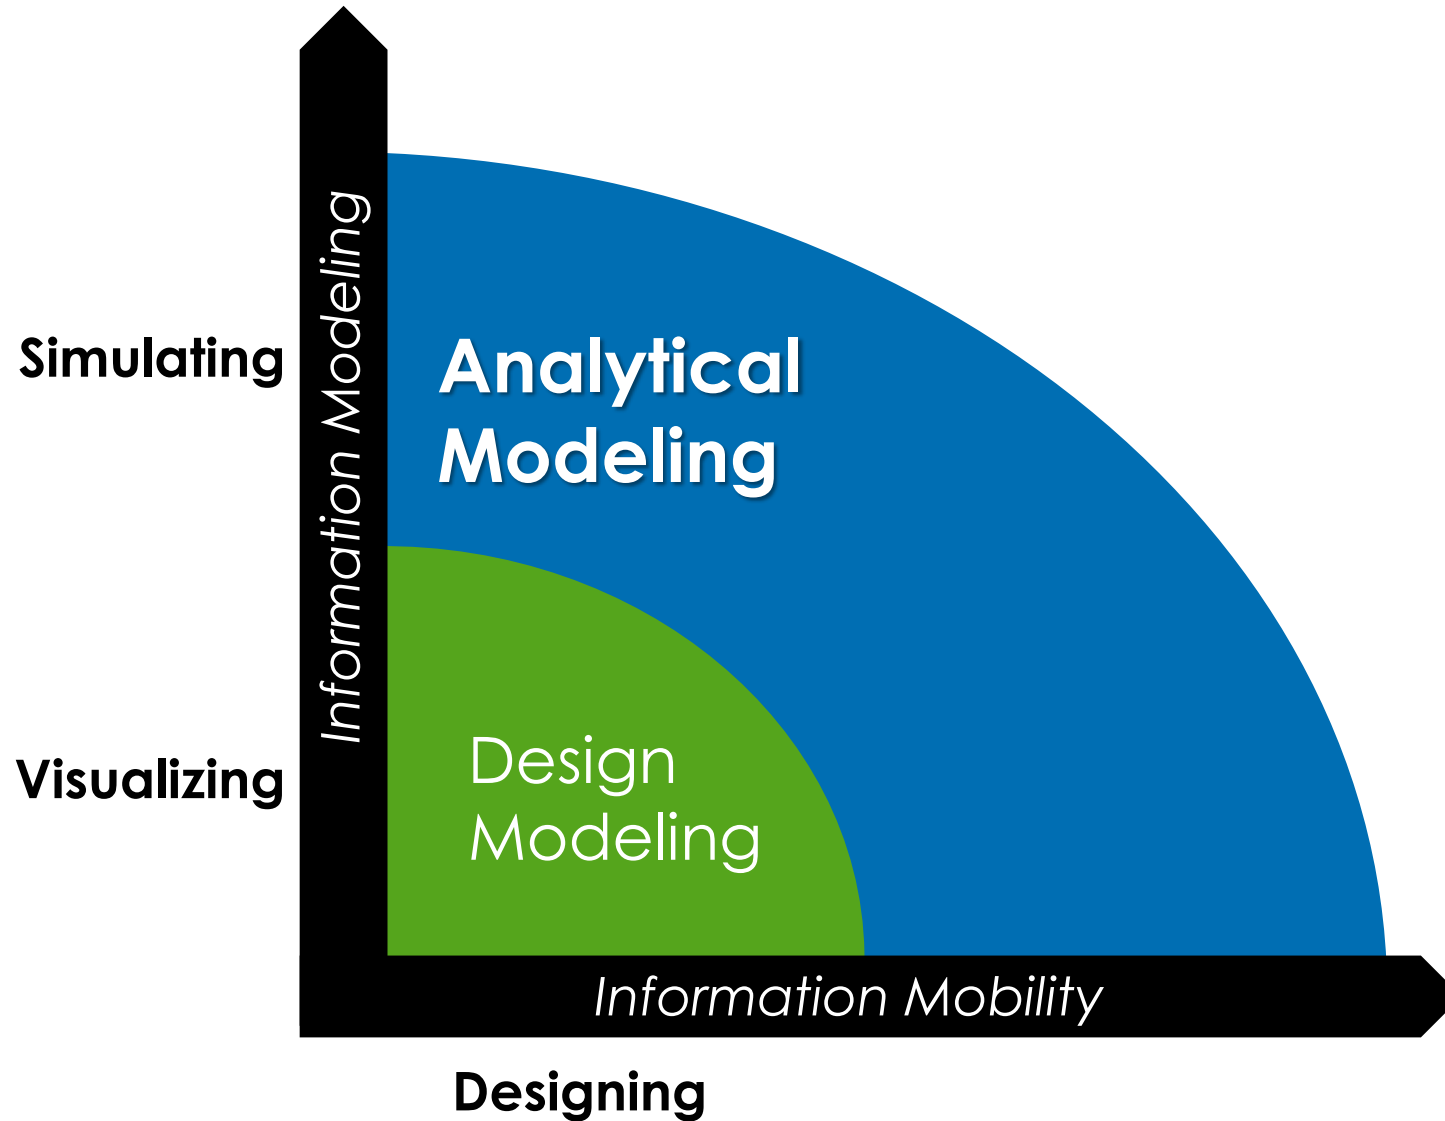 Information Modeling
Simulating
Analytical
Modeling
Visualizing
Design
Modeling
Information Mobility
Designing